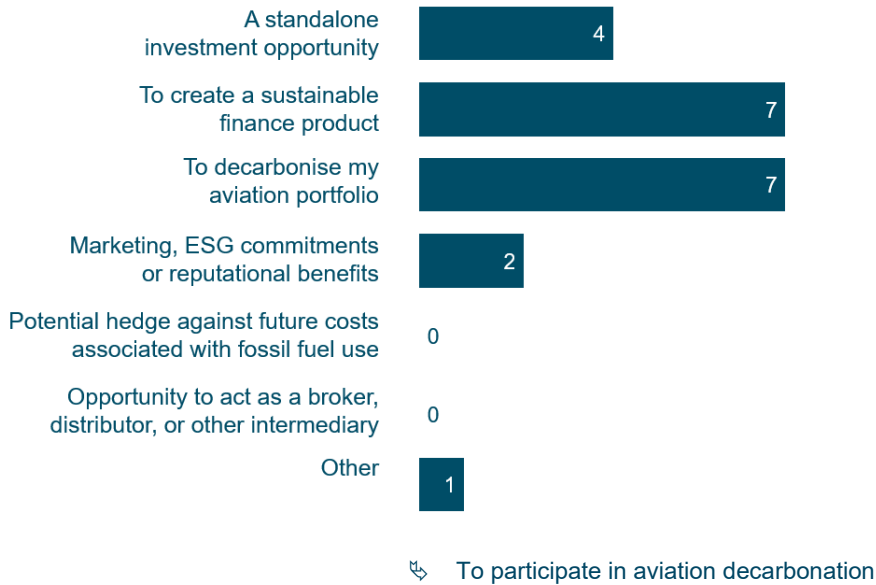 A standalone
investment opportunity
4
To create a sustainable
finance product
7
To decarbonise my
aviation portfolio
7
Marketing, ESG commitments
or reputational benefits
2
Potential hedge against future costs
associated with fossil fuel use
0
Opportunity to act as a broker,
distributor, or other intermediary
0
Other
1
To participate in aviation decarbonation